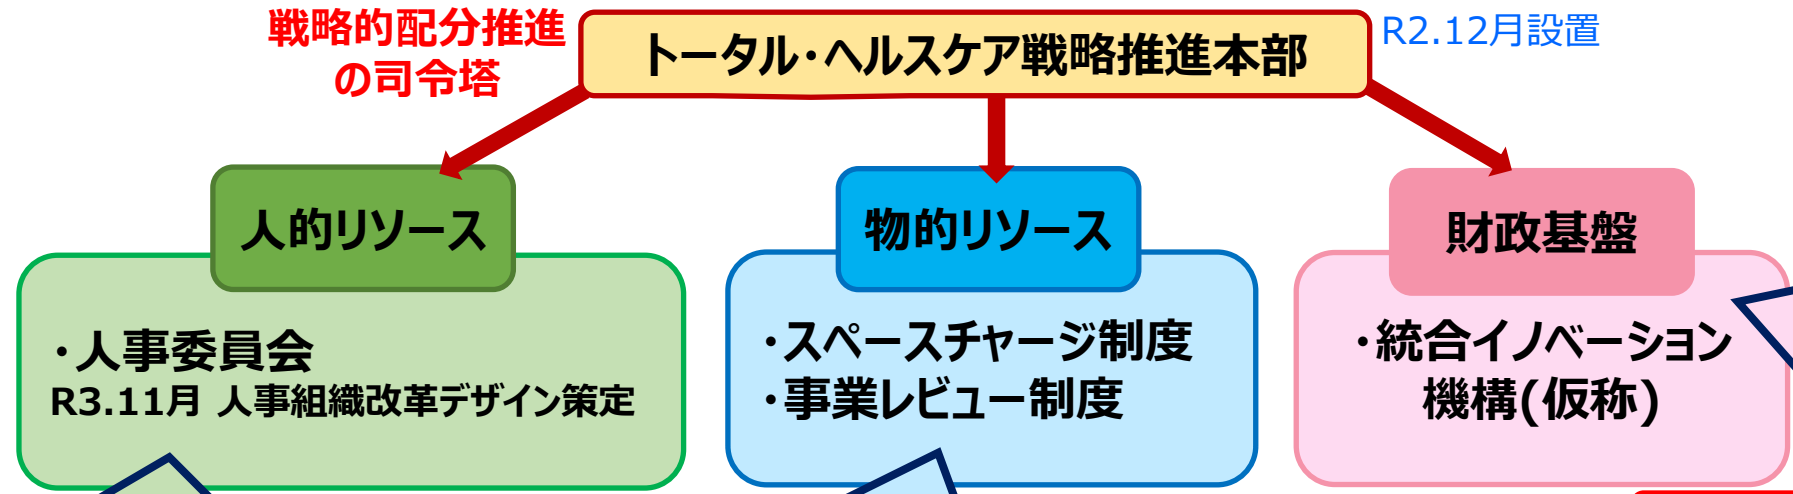 戦略的配分推進
の司令塔
トータル・ヘルスケア戦略推進本部
R2.12月設置
人的リソース
・人事委員会
R3.11月 人事組織改革デザイン策定
物的リソース
・スペースチャージ制度
・事業レビュー制度
財政基盤
・統合イノベーション
機構(仮称)